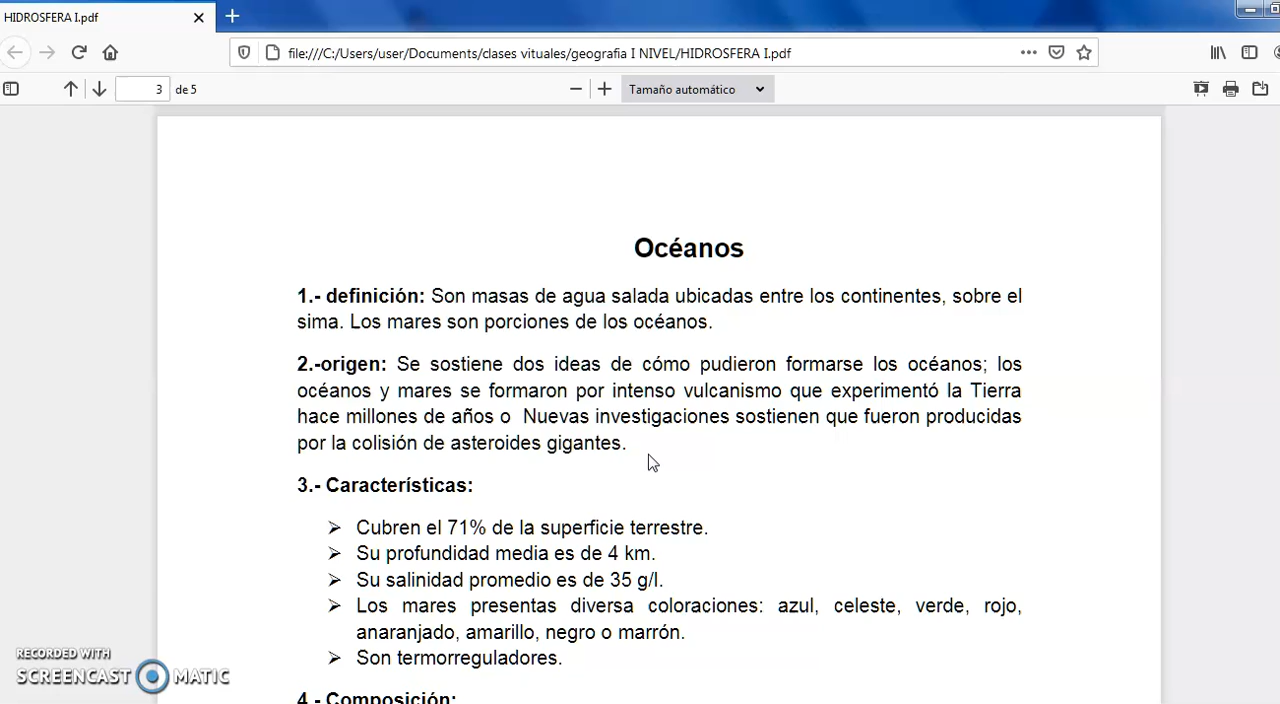 HIDROSFERA I.pdf
file:///C:/Users/user/Documents/clases vituales/geografia I NIVEL/HIDROSFERA I.pdf
3 de 5
Tamaño automático
Océanos
1.- definición: Son masas de agua salada ubicadas entre los continentes, sobre el
sima. Los mares son porciones de los océanos.
2.-origen: Se sostiene dos ideas de cómo pudieron formarse los océanos; los
océanos y mares se formaron por intenso vulcanismo que experimentó la Tierra
hace millones de años o  Nuevas investigaciones sostienen que fueron producidas
por la colisión de asteroides gigantes.
3.- Características:
➢ Cubren el 71% de la superficie terrestre.
➢ Su profundidad media es de 4 km.
➢ Su salinidad promedio es de 35 g/l.
➢ Los mares presentas diversa coloraciones: azul, celeste, verde, rojo,
anaranjado, amarillo, negro o marrón.
➢ Son termorreguladores.
4.- Composición:
RECORDED WITH
SCREENCAST MATIC